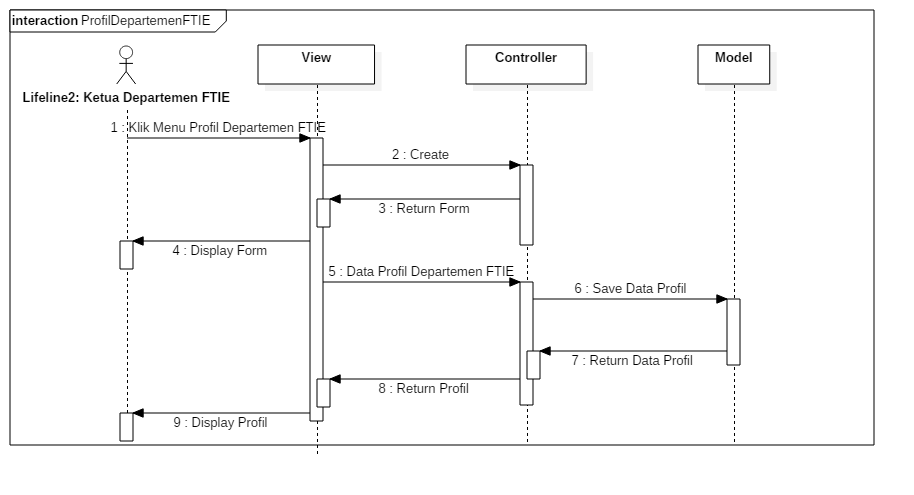 interaction ProfilDepartemenFTIE
View
Controller
Model
Lifeline2: Ketua Departemen FTIE
1 : Klik Menu Profil Departemen FTIE
2 : Create
3 : Return Form
4 : Display Form
5 : Data Profil Departemen FTIE
6 : Save Data Profil
7 : Return Data Profil
8 : Return Profil
9 : Display Profil